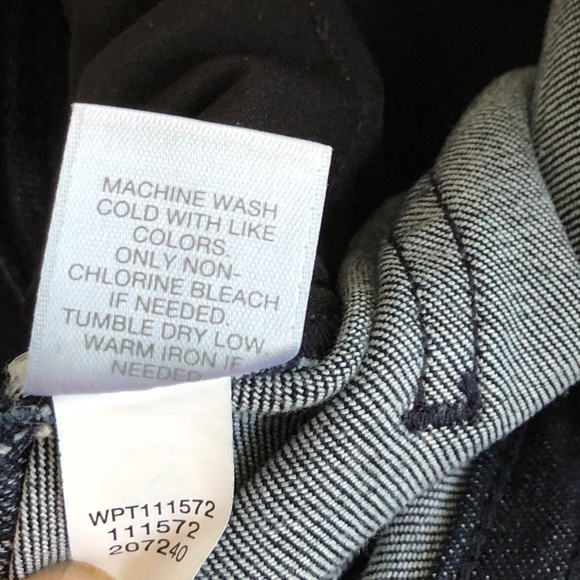 MACHINE WASH
COLD WITH LIKE
COLORS.
ONLY NON-
CHLORINE BLEACH
IF NEEDED.
TUMBLE DRY LOW
WARM IRON IF
NEEDED.
WPT111572
111572
207240